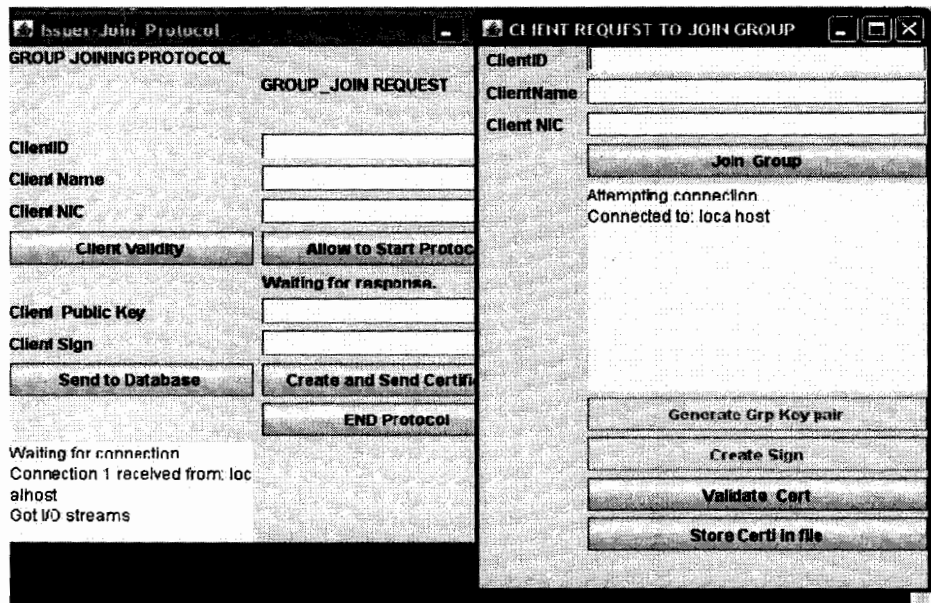 Issuer-Join Protocol
GROUP JOINING PROTOCOL
GROUP_JOIN REQUEST
ClientID
Client Name
Client NIC
Client Validity
Allow to Start Protoc
Waiting for response.
Client Public Key
Client Sign
Send to Database
Create and Send Certifi
END Protocol
Waiting for connection
Connection 1 received from: loc
alhost
Got I/O streams
CLIENT REQUEST TO JOIN GROUP
ClientID
ClientName
Client NIC
Join Group
Attempting connection
Connected to: loca host
Generate Grp Key pair
Create Sign
Validate Cert
Store Certi in file